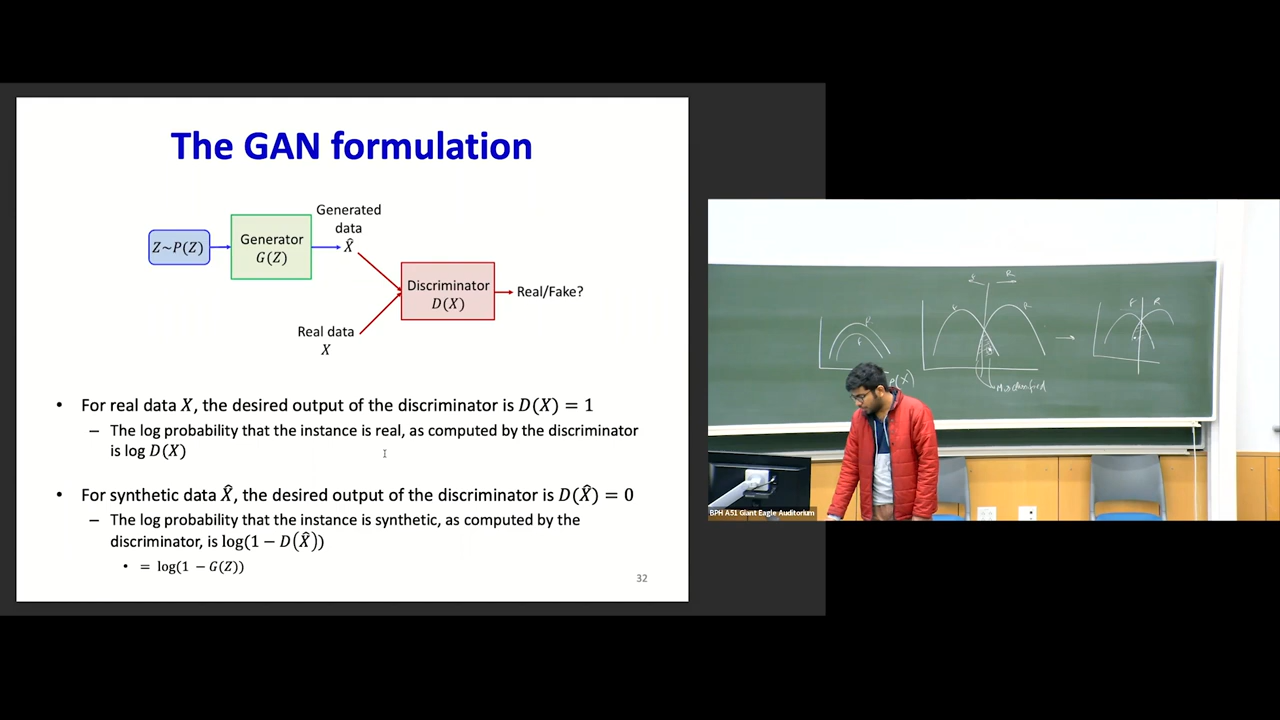 The GAN formulation
Generated
data
X̂
Z~P(Z)
Generator
G(Z)
Discriminator
D(X)
Real/Fake?
Real data
X
• For real data X, the desired output of the discriminator is D(X) = 1
– The log probability that the instance is real, as computed by the discriminator
is log D(X)
• For synthetic data X̂, the desired output of the discriminator is D(X̂) = 0
– The log probability that the instance is synthetic, as computed by the
discriminator, is log(1 − D(X̂))
• = log(1 − G(Z))
32
R
F
R
F
R
R
F
F
R
P(X)
Misclassified
BPH A51 Giant Eagle Auditorium